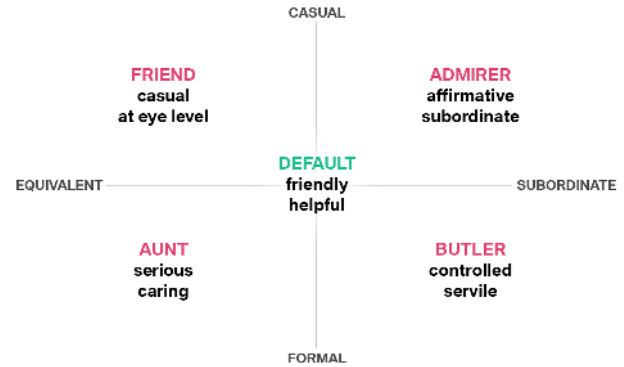 CASUAL
FRIEND
casual
at eye level
ADMIRER
affirmative
subordinate
EQUIVALENT
DEFAULT
friendly
helpful
SUBORDINATE
AUNT
serious
caring
BUTLER
controlled
servile
FORMAL